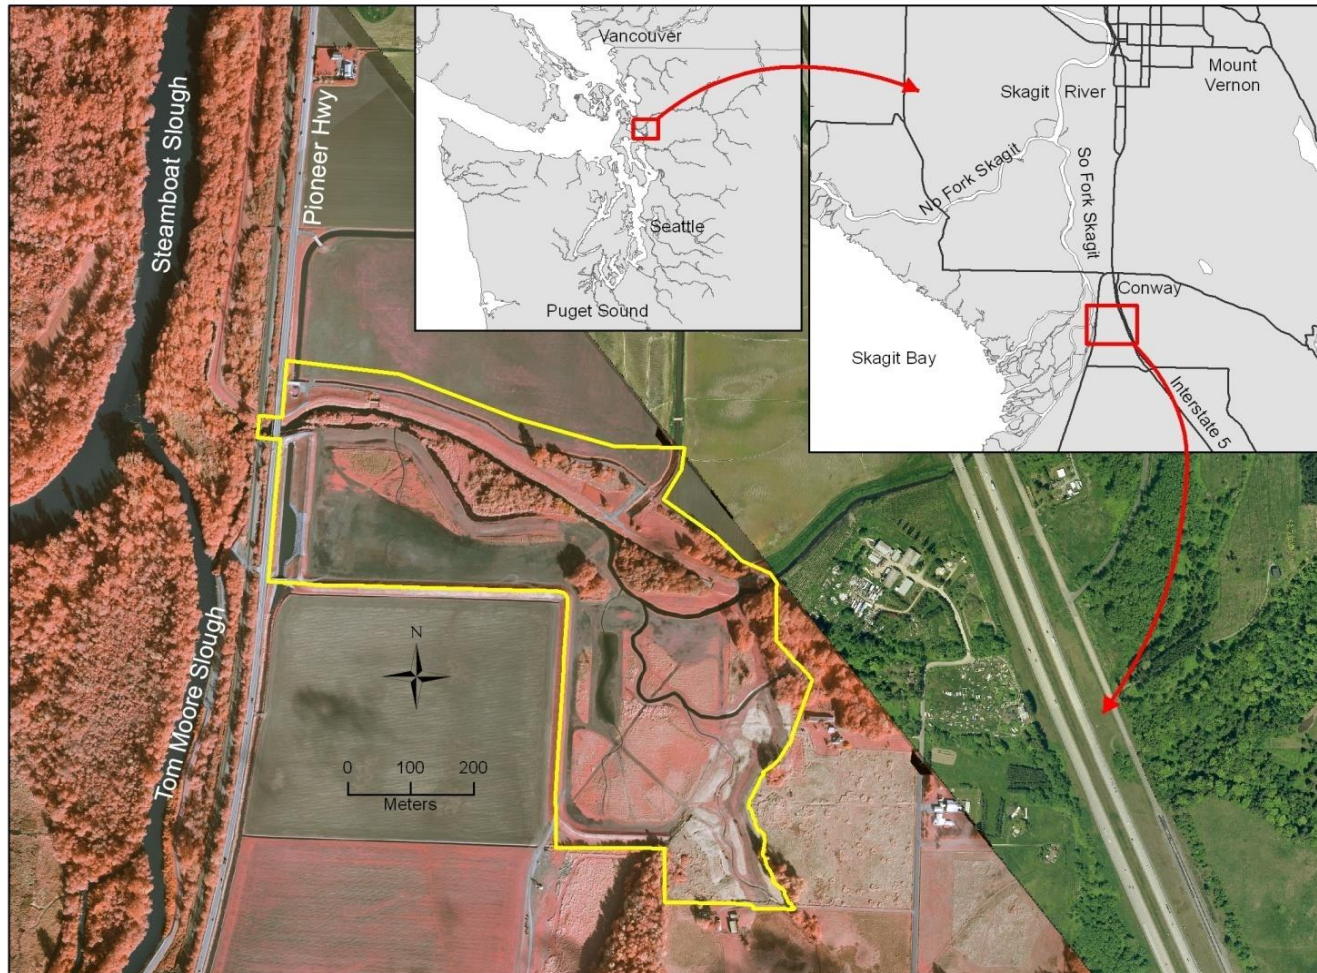 Steamboat Slough
Pioneer Hwy
Tom Moore Slough
N
0 100 200
Meters
Vancouver
Seattle
Puget Sound
Mount
Vernon
Skagit River
No Fork Skagit
So Fork Skagit
Conway
Skagit Bay
Interstate 5